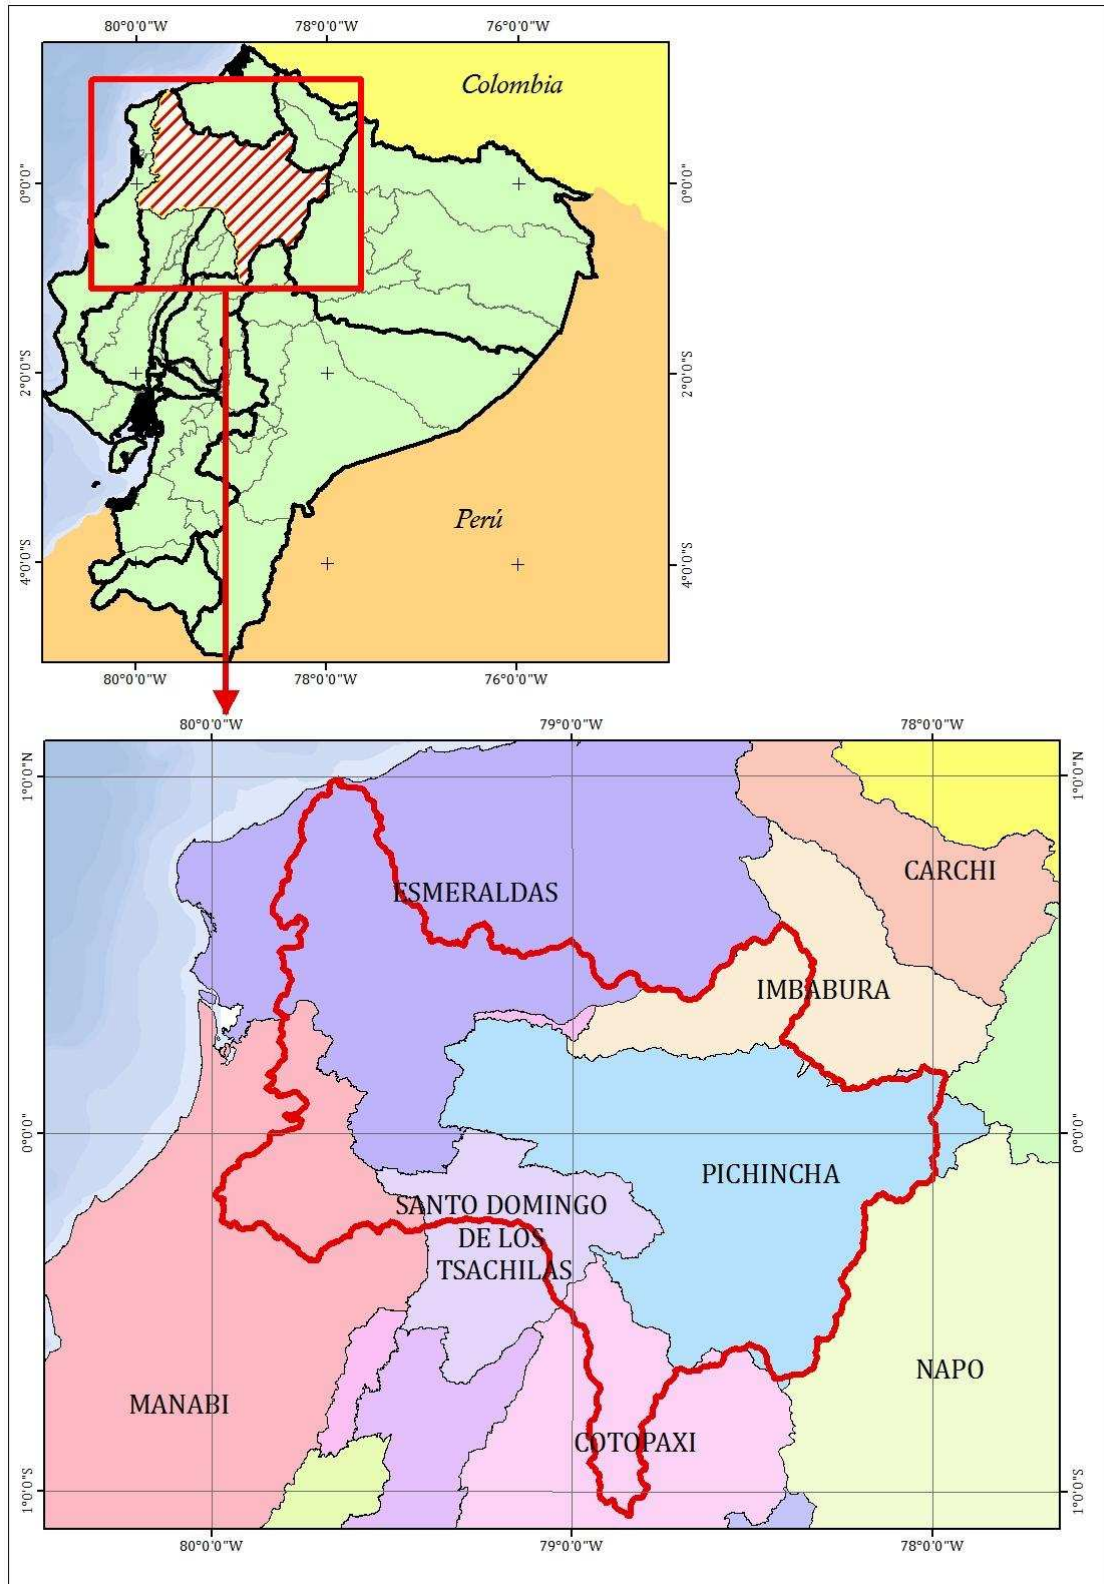 80°0'0"W 78°0'0"W 76°0'0"W
Colombia
0°0'0" 0°0'0"
2°0'0"S 2°0'0"S
Perú
4°0'0"S 4°0'0"S
80°0'0"W 78°0'0"W 76°0'0"W
80°0'0"W 79°0'0"W 78°0'0"W
1°0'0"N 1°0'0"N
CARCHI
ESMERALDAS
IMBABURA
0°0'0" 0°0'0"
PICHINCHA
SANTO DOMINGO
DE LOS
TSACHILAS
NAPO
MANABI
COTOPAXI
1°0'0"S 1°0'0"S
80°0'0"W 79°0'0"W 78°0'0"W